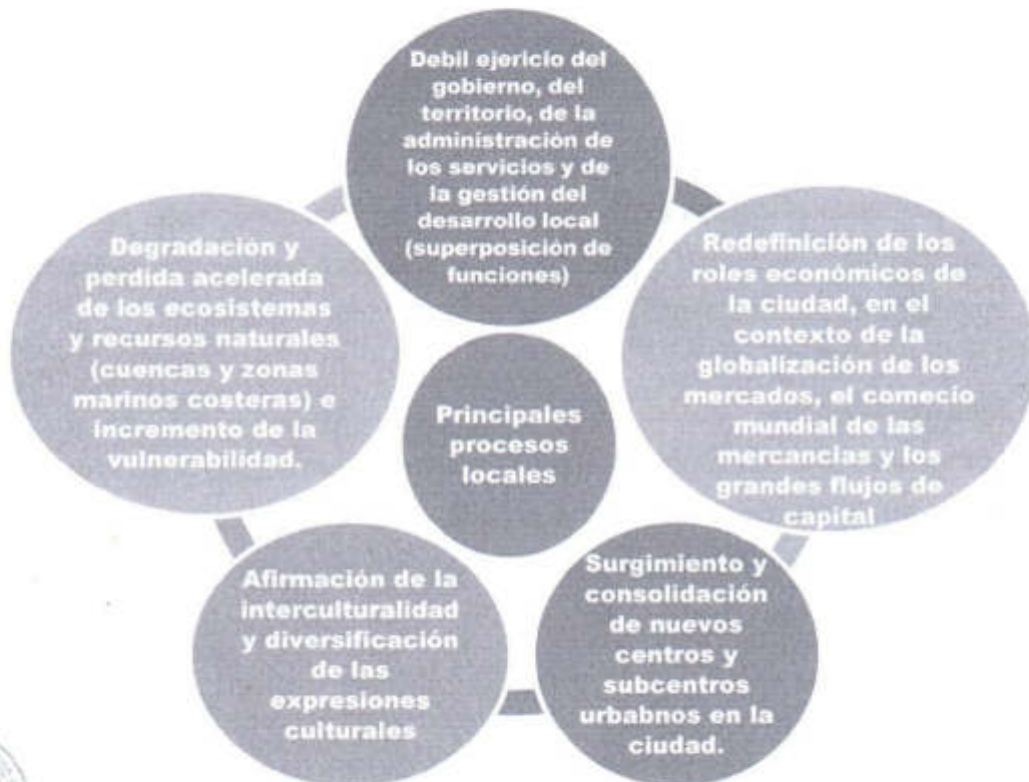 Debil ejericio del
gobierno, del
territorio, de la
administración de
los servicios y de
la gestión del
desarrollo local
(superposición de
funciones)
Redefinición de los
roles económicos de
la ciudad, en el
contexto de la
globalización de los
mercados, el comecio
mundial de las
mercancias y los
grandes flujos de
capital
Surgimiento y
consolidación
de nuevos
centros y
subcentros
urbabnos en la
ciudad.
Afirmación de la
interculturalidad
y diversificación
de las
expresiones
culturales
Degradación y
perdida acelerada
de los ecosistemas
y recursos naturales
(cuencas y zonas
marinos costeras) e
incremento de la
vulnerabilidad.
Principales
procesos
locales